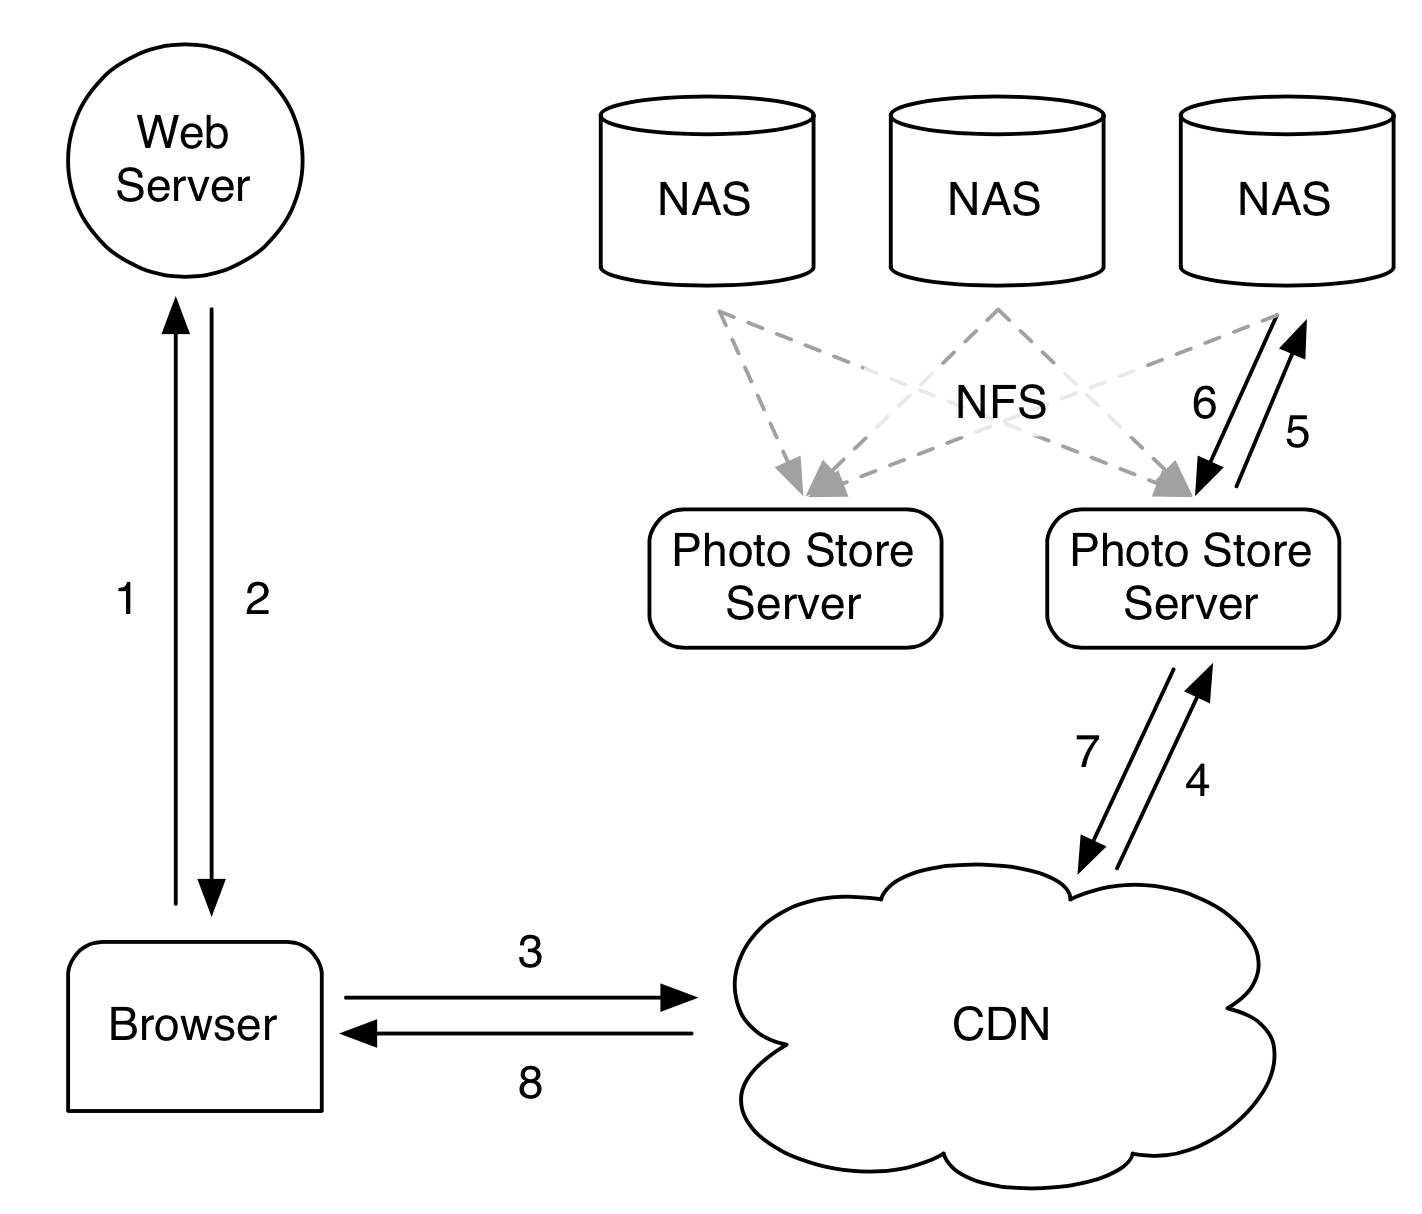 Web
Server
NAS
NAS
NAS
NFS
6
5
Photo Store
Server
Photo Store
Server
1
2
7
4
3
Browser
CDN
8